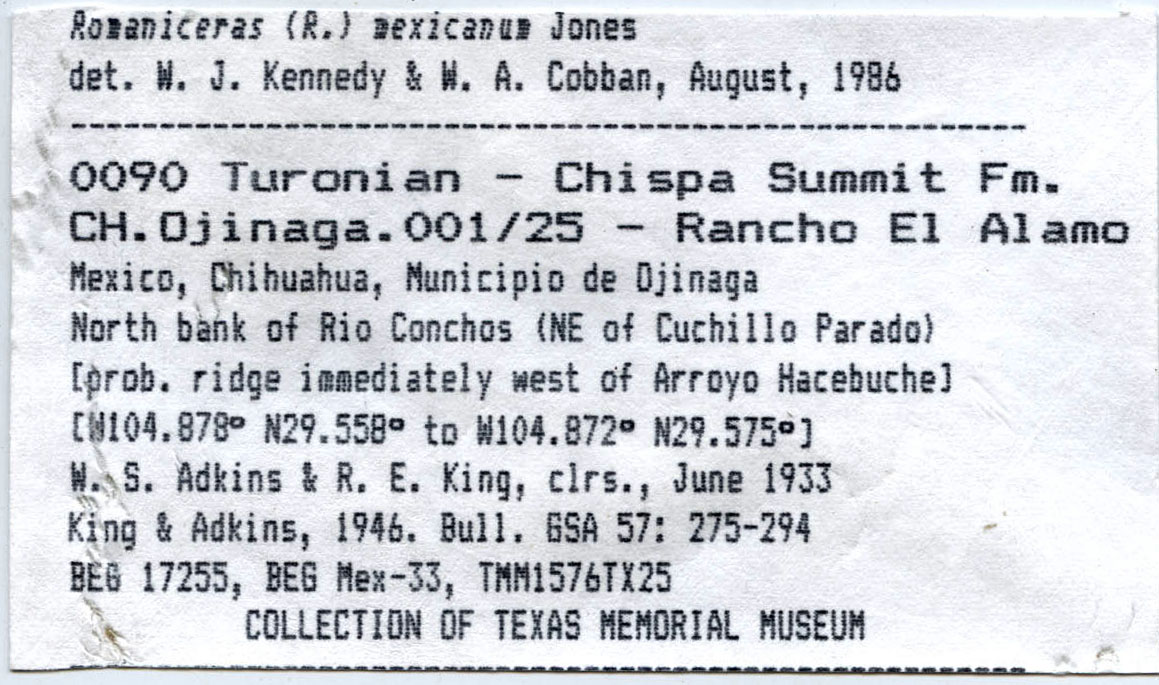 Romaniceras (R.) mexicanum Jones
det. W. J. Kennedy & W. A. Cobban, August, 1986
0090 Turonian - Chispa Summit Fm.
CH.Ojinaga.001/25 - Rancho El Alamo
Mexico, Chihuahua, Municipio de Ojinaga
North bank of Rio Conchos (NE of Cuchillo Parado)
[prob. ridge immediately west of Arroyo Hacebuche]
[W104.878° N29.558° to W104.872° N29.575°]
W. S. Adkins & R. E. King, clrs., June 1933
King & Adkins, 1946. Bull. GSA 57: 275-294
BEG 17255, BEG Mex-33, TMM1576TX25
COLLECTION OF TEXAS MEMORIAL MUSEUM